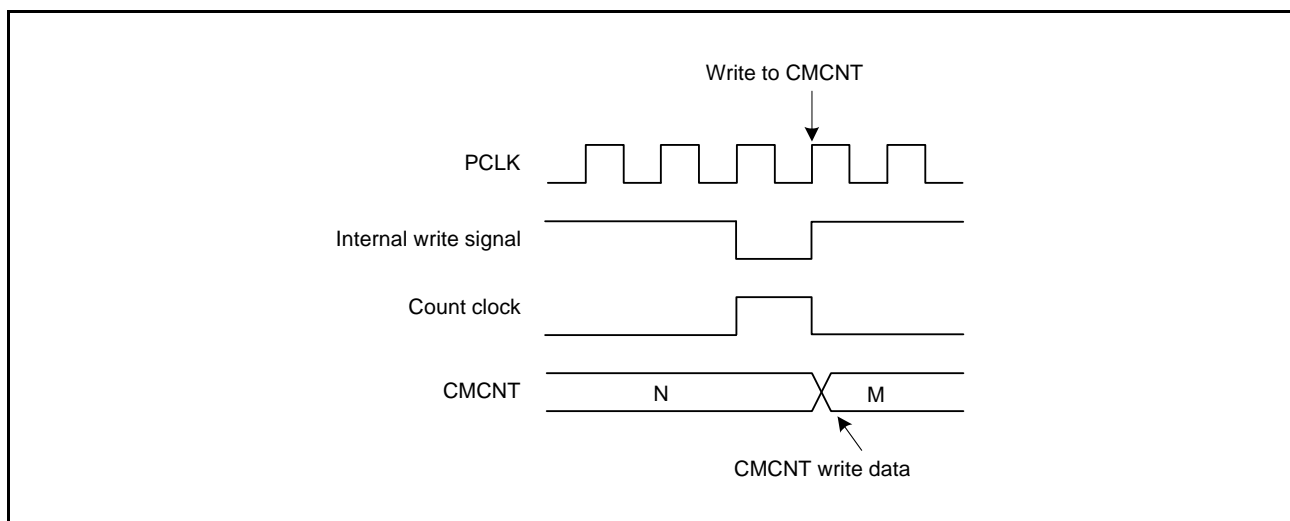 Write to CMCNT
PCLK
Internal write signal
Count clock
CMCNT
N
M
CMCNT write data